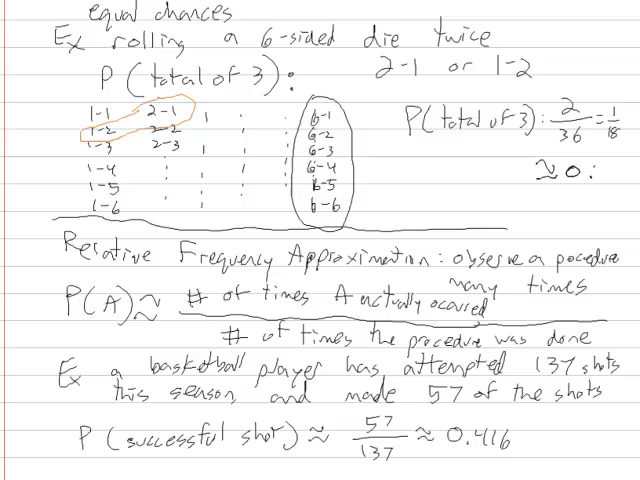 equal chances
Ex rolling a 6-sided die twice
P (total of 3): 2-1 or 1-2
1-1 2-1 6-1
1-2 2-2 6-2
1-3 2-3 6-3
1-4 6-4
1-5 6-5
1-6 6-6
P(total of 3): 2/36 = 1/18
≈ 0:
Relative Frequency Approximation: observe a procedure
many times
P(A) ≈ # of times A actually ocurred
# of times the procedure was done
Ex a basketball player has attempted 137 shots
this season, and made 57 of the shots
P (successful shot) ≈ 57/137 ≈ 0.416